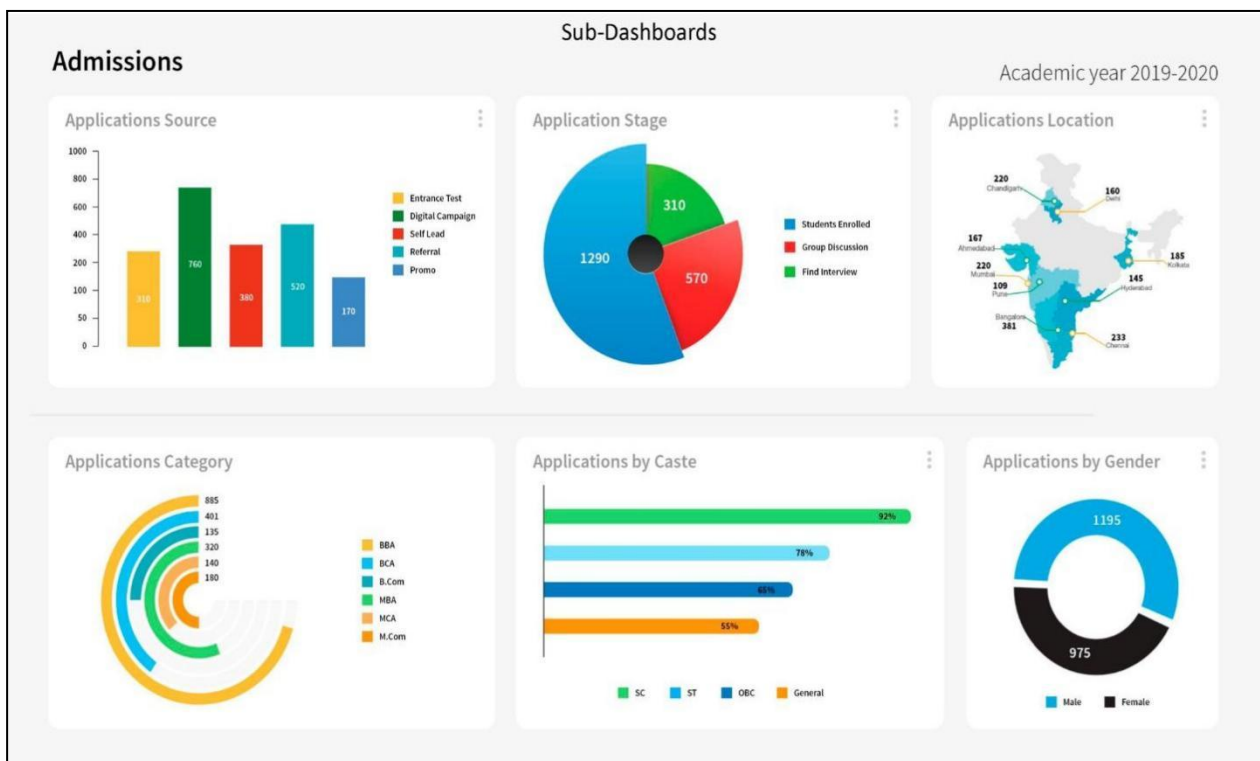 Sub-Dashboards
Admissions
Academic year 2019-2020
Applications Source
1000
800
600
400
200
100
50
0
310
760
380
520
170
Entrance Test
Digital Campaign
Self Lead
Referral
Promo
Application Stage
1290
310
570
Students Enrolled
Group Discussion
Find Interview
Applications Location
220
Chandigarh
160
Delhi
167
Ahmedabad
220
Mumbai
109
Pune
185
Kolkata
145
Hyderabad
Bangalore
381
233
Chennai
Applications Category
885
401
135
320
140
180
BBA
BCA
B.Com
MBA
MCA
M.Com
Applications by Caste
92%
78%
65%
55%
SC
ST
OBC
General
Applications by Gender
1195
975
Male
Female